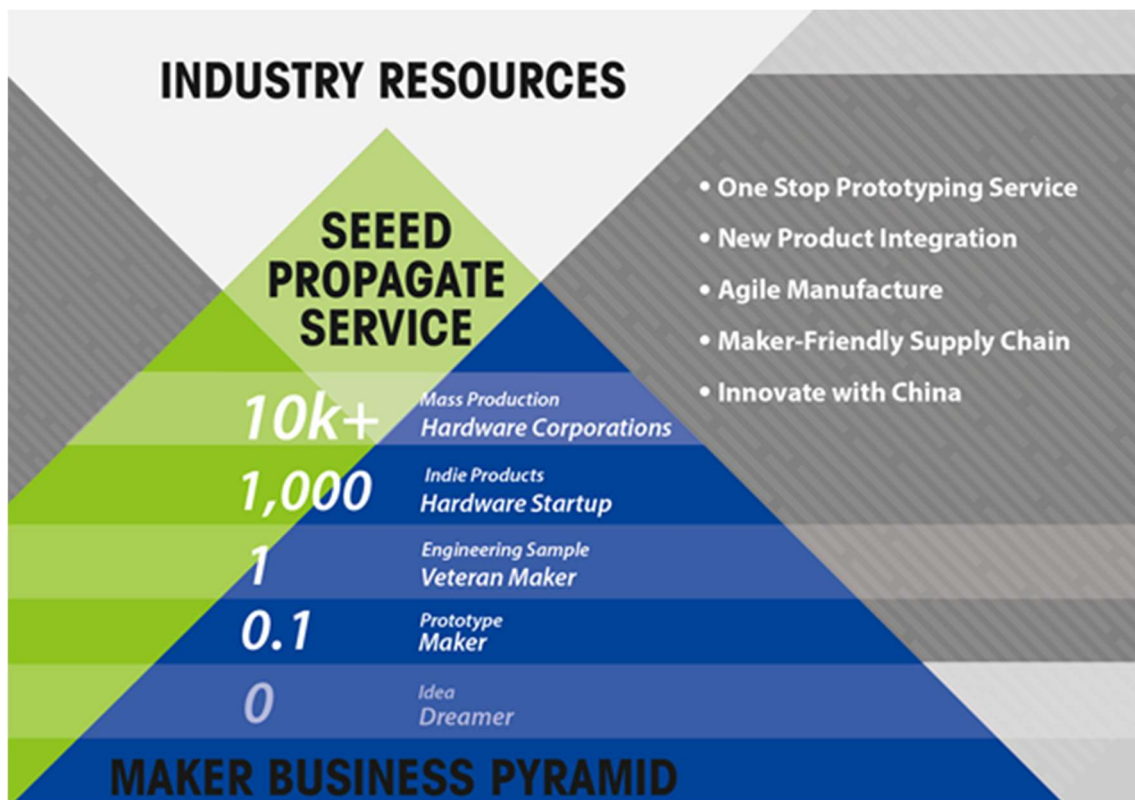 INDUSTRY RESOURCES
SEEED
PROPAGATE
SERVICE
• One Stop Prototyping Service
• New Product Integration
• Agile Manufacture
• Maker-Friendly Supply Chain
• Innovate with China
10k+
Mass Production
Hardware Corporations
1,000
Indie Products
Hardware Startup
1
Engineering Sample
Veteran Maker
0.1
Prototype
Maker
0
Idea
Dreamer
MAKER BUSINESS PYRAMID